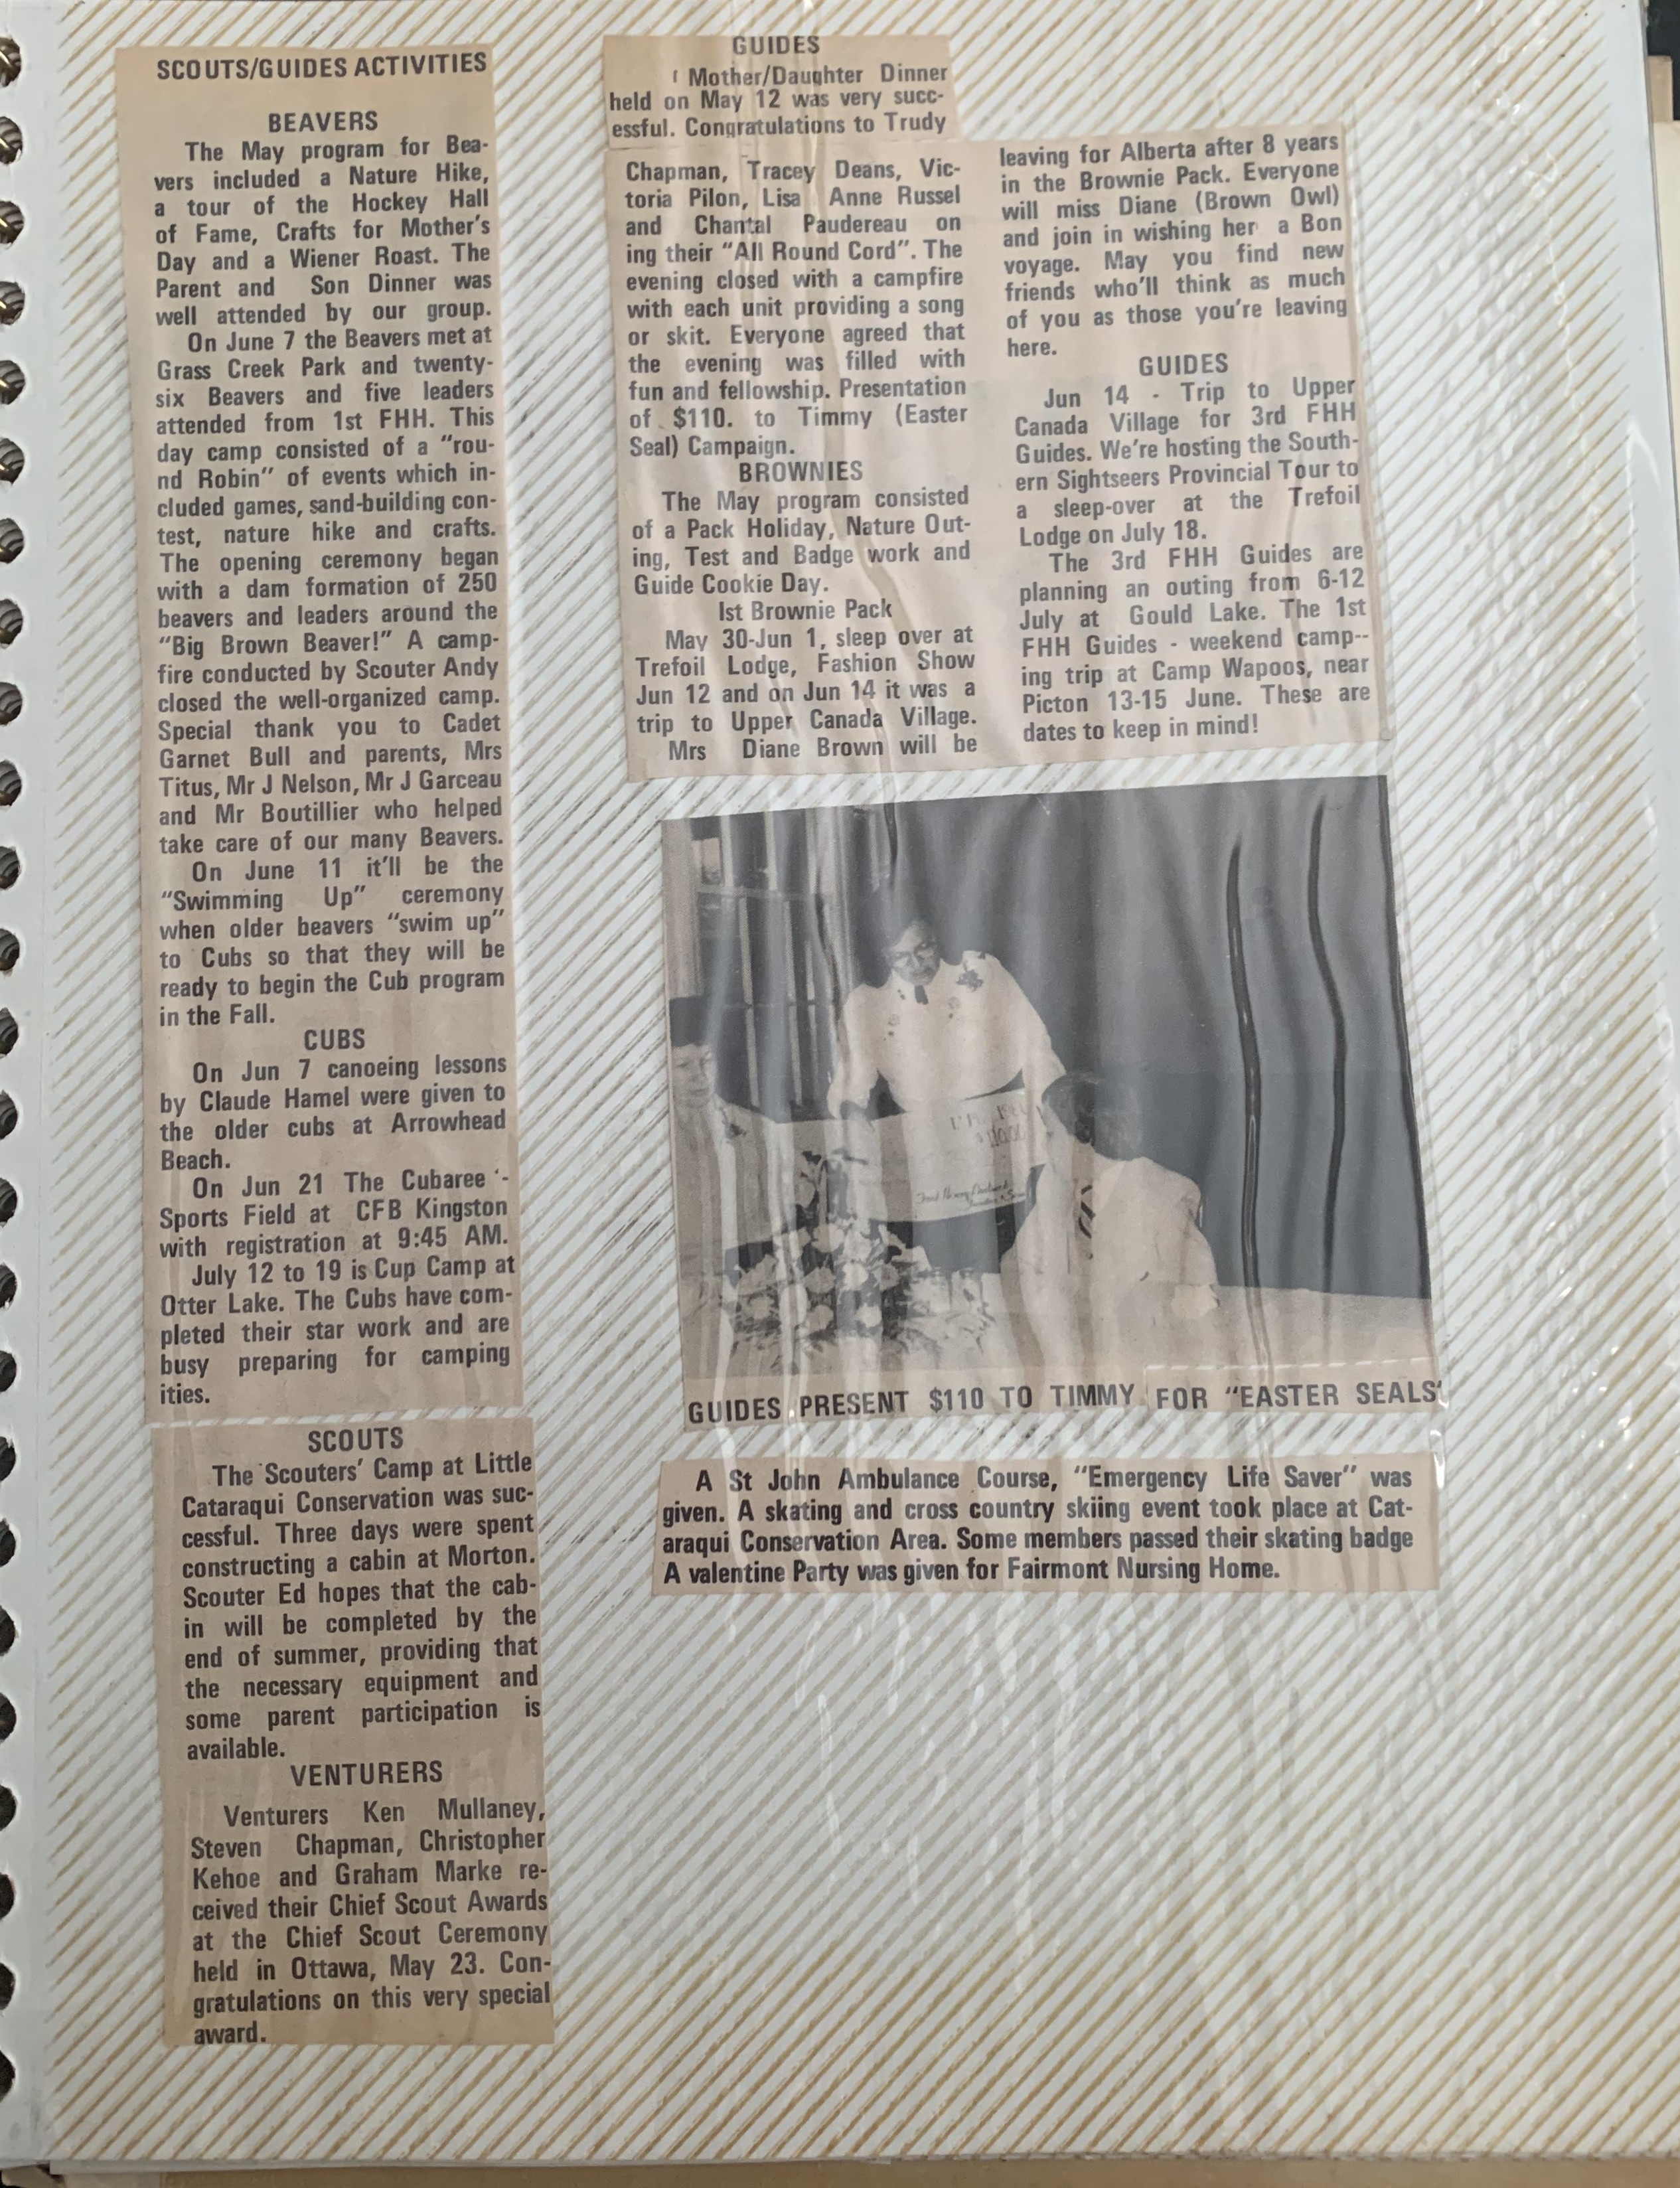 SCOUTS/GUIDES ACTIVITIES
BEAVERS
The May program for Bea-
vers included a Nature Hike,
a tour of the Hockey Hall
of Fame, Crafts for Mother's
Day and a Wiener Roast. The
Parent and Son Dinner was
well attended by our group.
On June 7 the Beavers met at
Grass Creek Park and twenty-
six Beavers and five leaders
attended from 1st FHH. This
day camp consisted of a "rou-
nd Robin" of events which in-
cluded games, sand-building con-
test, nature hike and crafts.
The opening ceremony began
with a dam formation of 250
beavers and leaders around the
"Big Brown Beaver!" A camp-
fire conducted by Scouter Andy
closed the well-organized camp.
Special thank you to Cadet
Garnet Bull and parents, Mrs
Titus, Mr J Nelson, Mr J Garceau
and Mr Boutillier who helped
take care of our many Beavers.
On June 11 it'll be the
"Swimming Up" ceremony
when older beavers "swim up"
to Cubs so that they will be
ready to begin the Cub program
in the Fall.
CUBS
On Jun 7 canoeing lessons
by Claude Hamel were given to
the older cubs at Arrowhead
Beach.
On Jun 21 The Cubaree -
Sports Field at CFB Kingston
with registration at 9:45 AM.
July 12 to 19 is Cup Camp at
Otter Lake. The Cubs have com-
pleted their star work and are
busy preparing for camping
ities.
SCOUTS
The Scouters' Camp at Little
Cataraqui Conservation was suc-
cessful. Three days were spent
constructing a cabin at Morton.
Scouter Ed hopes that the cab-
in will be completed by the
end of summer, providing that
the necessary equipment and
some parent participation is
available.
VENTURERS
Venturers Ken Mullaney,
Steven Chapman, Christopher
Kehoe and Graham Marke re-
ceived their Chief Scout Awards
at the Chief Scout Ceremony
held in Ottawa, May 23. Con-
gratulations on this very special
award.
GUIDES
Mother/Daughter Dinner
held on May 12 was very succ-
essful. Congratulations to Trudy
Chapman, Tracey Deans, Vic-
toria Pilon, Lisa Anne Russel
and Chantal Paudereau on
ing their "All Round Cord". The
evening closed with a campfire
with each unit providing a song
or skit. Everyone agreed that
the evening was filled with
fun and fellowship. Presentation
of $110. to Timmy (Easter
Seal) Campaign.
BROWNIES
The May program consisted
of a Pack Holiday, Nature Out-
ing, Test and Badge work and
Guide Cookie Day.
Ist Brownie Pack
May 30-Jun 1, sleep over at
Trefoil Lodge, Fashion Show
Jun 12 and on Jun 14 it was a
trip to Upper Canada Village.
Mrs Diane Brown will be
leaving for Alberta after 8 years
in the Brownie Pack. Everyone
will miss Diane (Brown Owl)
and join in wishing her a Bon
voyage. May you find new
friends who'll think as much
of you as those you're leaving
here.
GUIDES
Jun 14 - Trip to Upper
Canada Village for 3rd FHH
Guides. We're hosting the South-
ern Sightseers Provincial Tour to
a sleep-over at the Trefoil
Lodge on July 18.
The 3rd FHH Guides are
planning an outing from 6-12
July at Gould Lake. The 1st
FHH Guides - weekend camp--
ing trip at Camp Wapoos, near
Picton 13-15 June. These are
dates to keep in mind!
GUIDES PRESENT $110 TO TIMMY FOR "EASTER SEALS'
A St John Ambulance Course, "Emergency Life Saver" was
given. A skating and cross country skiing event took place at Cat-
araqui Conservation Area. Some members passed their skating badge
A valentine Party was given for Fairmont Nursing Home.